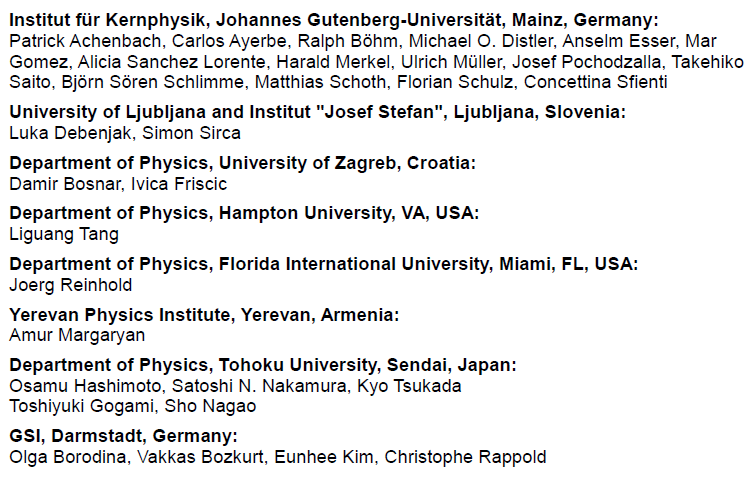 Institut für Kernphysik, Johannes Gutenberg-Universität, Mainz, Germany:
Patrick Achenbach, Carlos Ayerbe, Ralph Böhm, Michael O. Distler, Anselm Esser, Mar
Gomez, Alicia Sanchez Lorente, Harald Merkel, Ulrich Müller, Josef Pochodzalla, Takehiko
Saito, Björn Sören Schlimme, Matthias Schoth, Florian Schulz, Concettina Sfienti
University of Ljubljana and Institut "Josef Stefan", Ljubljana, Slovenia:
Luka Debenjak, Simon Sirca
Department of Physics, University of Zagreb, Croatia:
Damir Bosnar, Ivica Friscic
Department of Physics, Hampton University, VA, USA:
Liguang Tang
Department of Physics, Florida International University, Miami, FL, USA:
Joerg Reinhold
Yerevan Physics Institute, Yerevan, Armenia:
Amur Margaryan
Department of Physics, Tohoku University, Sendai, Japan:
Osamu Hashimoto, Satoshi N. Nakamura, Kyo Tsukada
Toshiyuki Gogami, Sho Nagao
GSI, Darmstadt, Germany:
Olga Borodina, Vakkas Bozkurt, Eunhee Kim, Christophe Rappold